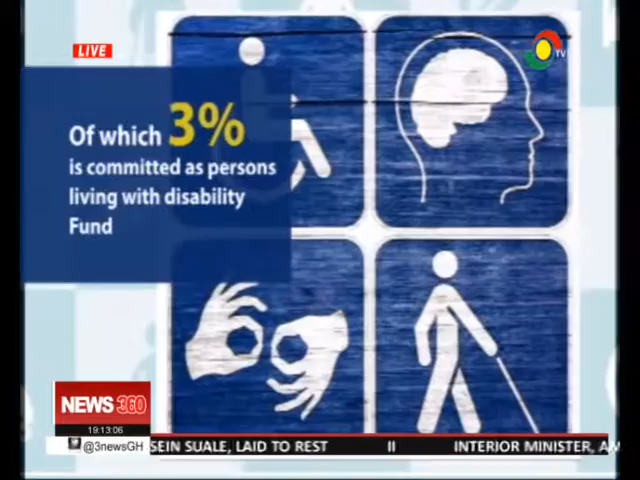 LIVE
TV
Of which 3%
is committed as persons
living with disability
Fund
NEWS 360
19:13:06
@3newsGH
SEIN SUALE, LAID TO REST II INTERIOR MINISTER,